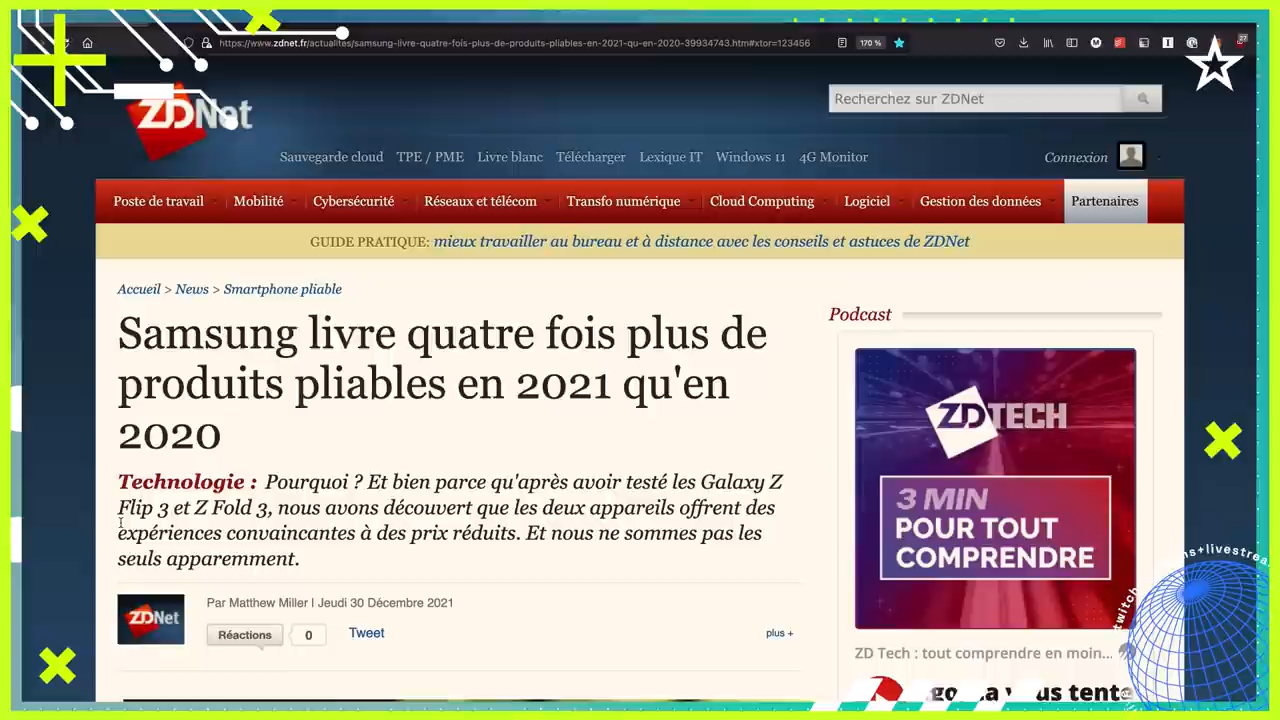 https://www.zdnet.fr/actualites/samsung-livre-quatre-fois-plus-de-produits-pliables-en-2021-qu-en-2020-39934743.htm#xtor=123456
170 %
27
ZDNet
Recherchez sur ZDNet
Sauvegarde cloud TPE / PME Livre blanc Télécharger Lexique IT Windows 11 4G Monitor
Connexion
Poste de travail Mobilité Cybersécurité Réseaux et télécom Transfo numérique Cloud Computing Logiciel Gestion des données Partenaires
GUIDE PRATIQUE: mieux travailler au bureau et à distance avec les conseils et astuces de ZDNet
Accueil > News > Smartphone pliable
Samsung livre quatre fois plus de
produits pliables en 2021 qu'en
2020
Technologie : Pourquoi ? Et bien parce qu'après avoir testé les Galaxy Z
Flip 3 et Z Fold 3, nous avons découvert que les deux appareils offrent des
expériences convaincantes à des prix réduits. Et nous ne sommes pas les
seuls apparemment.
ZDNet
Par Matthew Miller | Jeudi 30 Décembre 2021
Réactions 0 Tweet
plus +
Podcast
ZDTECH
3 MIN
POUR TOUT
COMPRENDRE
ZD Tech : tout comprendre en moin...